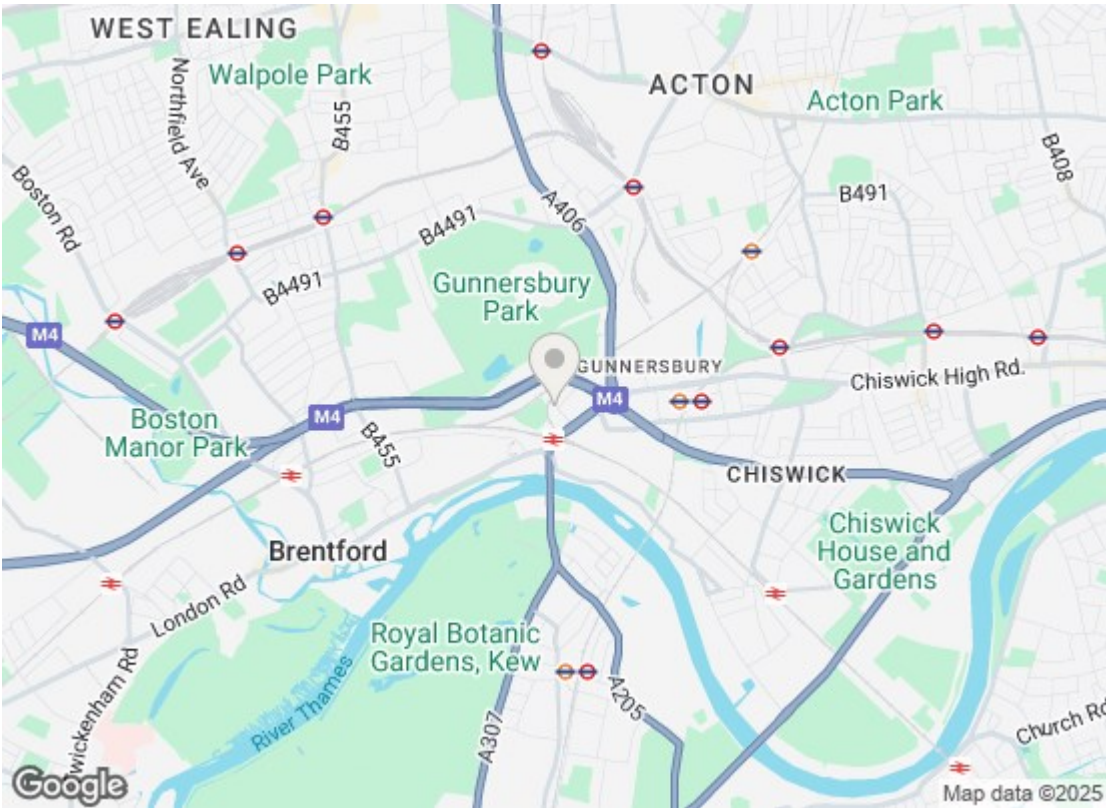 WEST EALING
Walpole Park
ACTON
Acton Park
Northfield Ave
B455
B408
Boston Rd
B491
A406
B4491
B4491
Gunnersbury
Park
M4
GUNNERSBURY
Chiswick High Rd.
M4
M4
Boston
Manor Park
B455
CHISWICK
Chiswick
House and
Gardens
Brentford
London Rd
Royal Botanic
Gardens, Kew
River Thames
A205
A307
wickenham Rd
Church Rd
Google
Map data ©2025